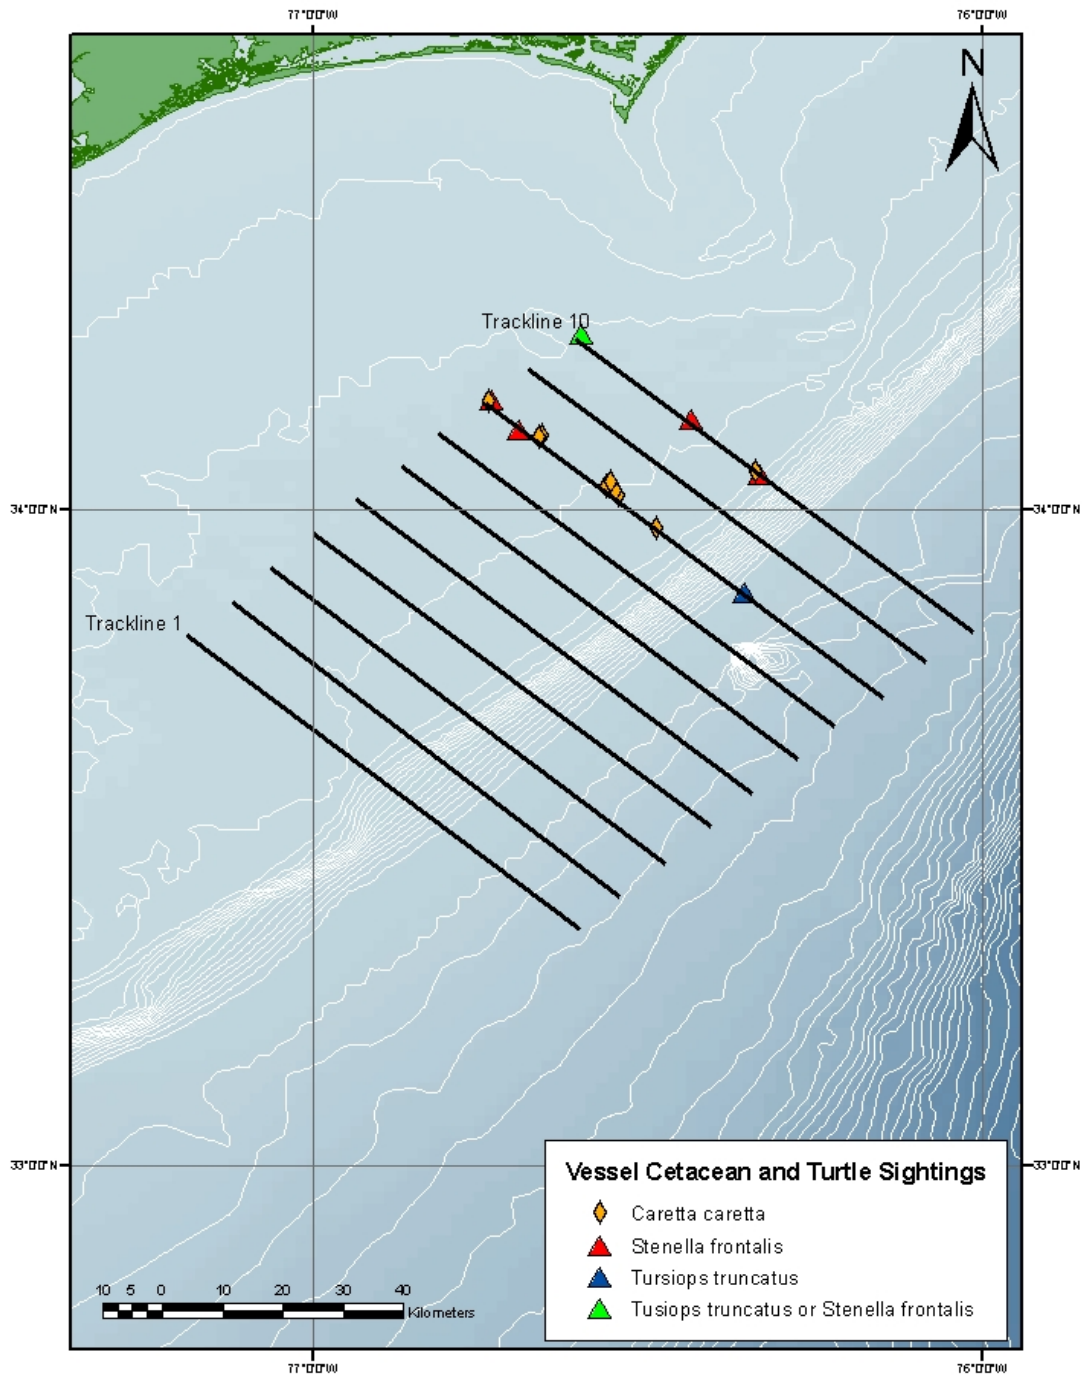 77°0'0"W 76°0'0"W
N
Trackline 10
34°0'0"N 34°0'0"N
Trackline 1
33°0'0"N 33°0'0"N
Vessel Cetacean and Turtle Sightings
Caretta caretta
Stenella frontalis
Tursiops truncatus
Tusiops truncatus or Stenella frontalis
10 5 0 10 20 30 40
Kilometers
77°0'0"W 76°0'0"W